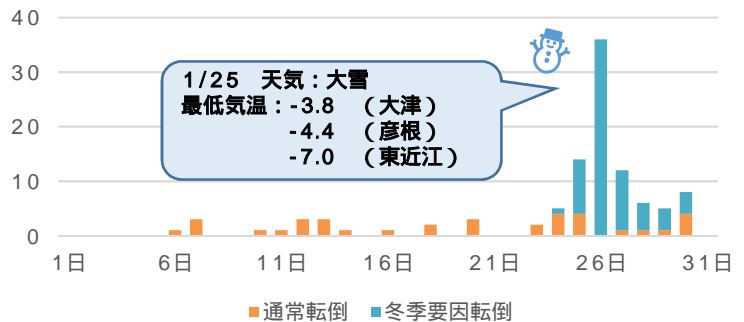 40
30
20
10
0
1/25 天気：大雪
最低気温：-3.8 （大津）
-4.4 （彦根）
-7.0 （東近江）
1日 6日 11日 16日 21日 26日 31日
通常転倒 冬季要因転倒